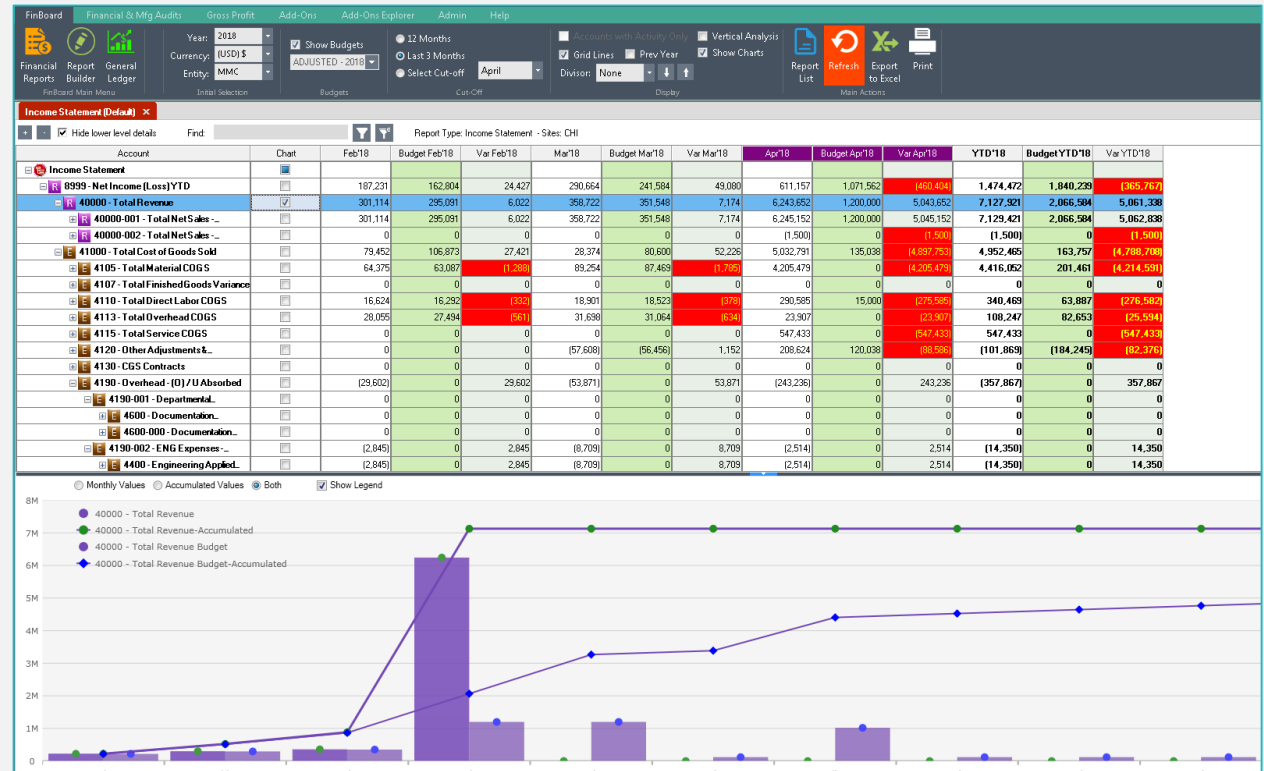 FinBoard Financial & Mfg Audits Gross Profit Add-Ons Add-Ons Explorer Admin Help
Financial Reports
Report Builder
General Ledger
FinBoard Main Menu
Year: 2018
Currency: (USD) $
Entity: MMC
Initial Selection
Show Budgets
ADJUSTED - 2018
Budgets
12 Months
Last 3 Months
Select Cut-off April
Cut-Off
Accounts with Activity Only Vertical Analysis
Grid Lines Prev Year Show Charts
Divisor: None
Display
Report List
Refresh
Export to Excel
Print
Main Actions
Income Statement (Default) ×
+ - Hide lower level details Find: Report Type: Income Statement - Sites: CHI
Account Chart Feb'18 Budget Feb'18 Var Feb'18 Mar'18 Budget Mar'18 Var Mar'18 Apr'18 Budget Apr'18 Var Apr'18 YTD'18 Budget YTD'18 Var YTD'18
Income Statement
R 8999 - Net Income (Loss) YTD 187,231 162,804 24,427 290,664 241,584 49,080 611,157 1,071,562 (460,404) 1,474,472 1,840,239 (365,767)
R 40000 - Total Revenue 301,114 295,091 6,022 358,722 351,548 7,174 6,243,652 1,200,000 5,043,652 7,127,921 2,066,584 5,061,338
R 40000-001 - Total Net Sales -... 301,114 295,091 6,022 358,722 351,548 7,174 6,245,152 1,200,000 5,045,152 7,129,421 2,066,584 5,062,838
R 40000-002 - Total Net Sales -... 0 0 0 0 0 0 (1,500) 0 (1,500) (1,500) 0 (1,500)
E 41000 - Total Cost of Goods Sold 79,452 106,873 27,421 28,374 80,600 52,226 5,032,791 135,038 (4,897,753) 4,952,465 163,757 (4,788,708)
E 4105 - Total Material COGS 64,375 63,087 (1,288) 89,254 87,469 (1,785) 4,205,479 0 (4,205,479) 4,416,052 201,461 (4,214,591)
E 4107 - Total Finished Goods Variance 0 0 0 0 0 0 0 0 0 0 0 0
E 4110 - Total Direct Labor COGS 16,624 16,292 (332) 18,901 18,523 (378) 290,585 15,000 (275,585) 340,469 63,887 (276,582)
E 4113 - Total Overhead COGS 28,055 27,494 (561) 31,698 31,064 (634) 23,907 0 (23,907) 108,247 82,653 (25,594)
E 4115 - Total Service COGS 0 0 0 0 0 0 547,433 0 (547,433) 547,433 0 (547,433)
E 4120 - Other Adjustments &... 0 0 0 (57,608) (56,456) 1,152 208,624 120,038 (88,586) (101,869) (184,245) (82,376)
E 4130 - CGS Contracts 0 0 0 0 0 0 0 0 0 0 0 0
E 4190 - Overhead - (O) / U Absorbed (29,602) 0 29,602 (53,871) 0 53,871 (243,236) 0 243,236 (357,867) 0 357,867
E 4190-001 - Departmental... 0 0 0 0 0 0 0 0 0 0 0 0
E 4600 - Documentation... 0 0 0 0 0 0 0 0 0 0 0 0
E 4600-000 - Documentation... 0 0 0 0 0 0 0 0 0 0 0 0
E 4190-002 - ENG Expenses -... (2,845) 0 2,845 (8,709) 0 8,709 (2,514) 0 2,514 (14,350) 0 14,350
E 4400 - Engineering Applied... (2,845) 0 2,845 (8,709) 0 8,709 (2,514) 0 2,514 (14,350) 0 14,350
Monthly Values Accumulated Values Both Show Legend
8M
7M
6M
5M
4M
3M
2M
1M
0
40000 - Total Revenue
40000 - Total Revenue-Accumulated
40000 - Total Revenue Budget
40000 - Total Revenue Budget-Accumulated